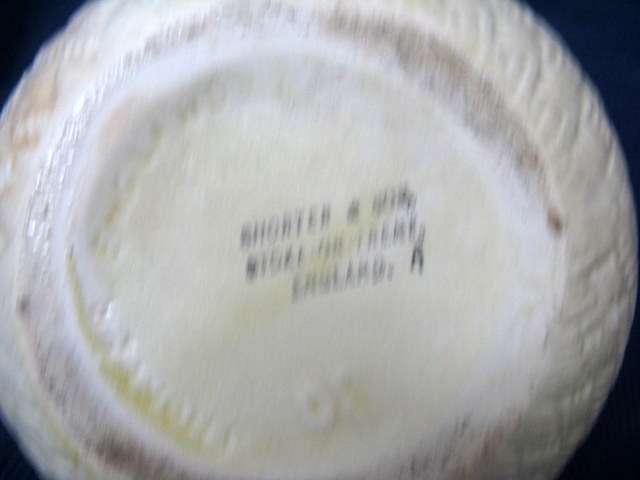 SHORTER & SON,
STOKE-ON-TRENT,
ENGLAND. A